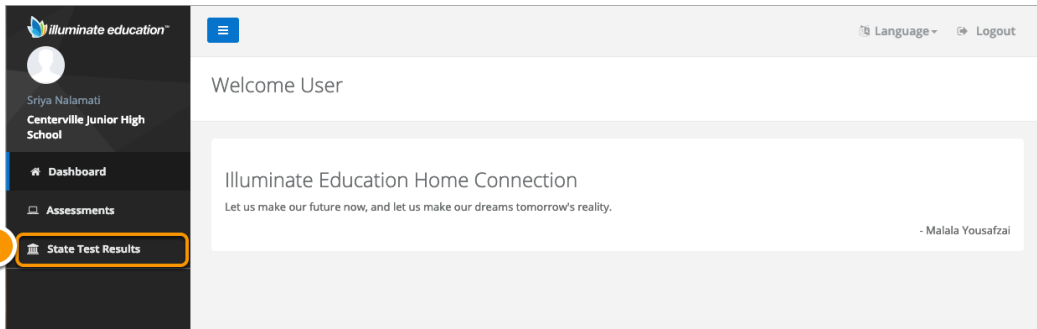 illuminate education™
Language
Logout
Sriya Nalamati
Centerville Junior High
School
Welcome User
Dashboard
Assessments
State Test Results
Illuminate Education Home Connection
Let us make our future now, and let us make our dreams tomorrow's reality.
- Malala Yousafzai